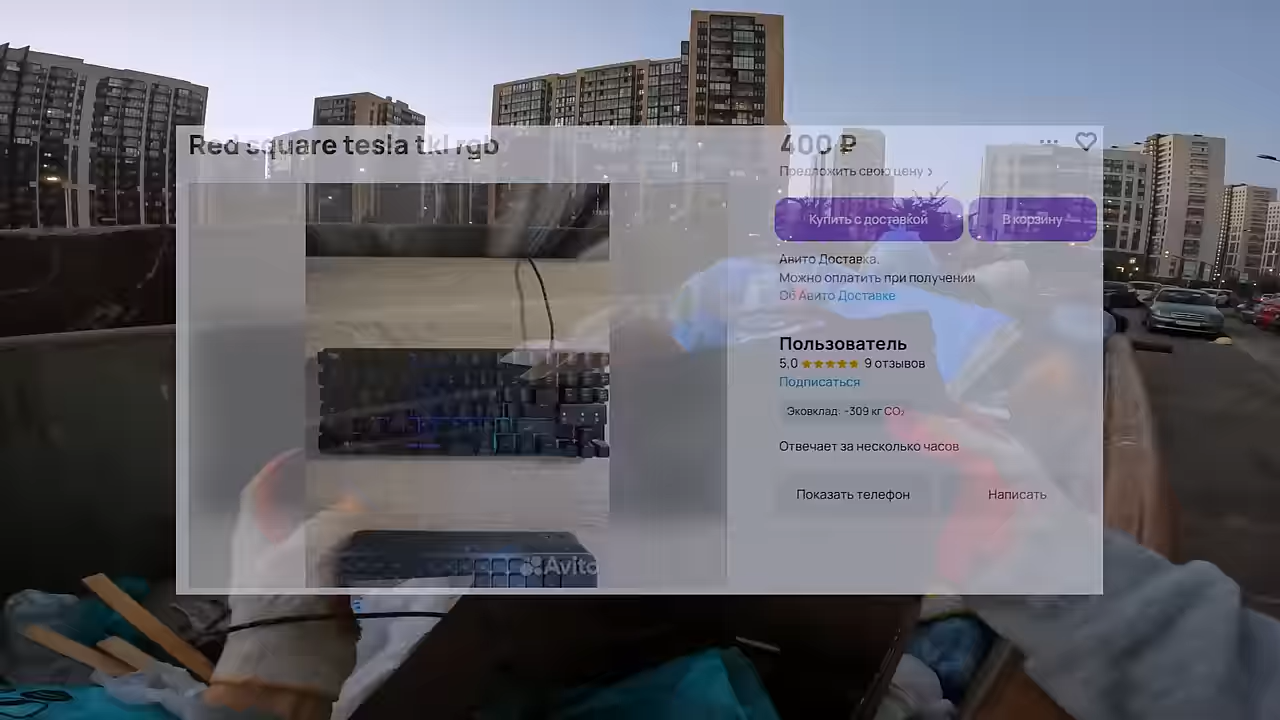 Red square tesla tkl rgb
400 ₽
Предложить свою цену
Купить с доставкой
В корзину
Авито Доставка.
Можно оплатить при получении
Об Авито Доставке
Пользователь
5,0 9 отзывов
Подписаться
Эковклад: -309 кг CO₂
Отвечает за несколько часов
Показать телефон
Написать
Avito